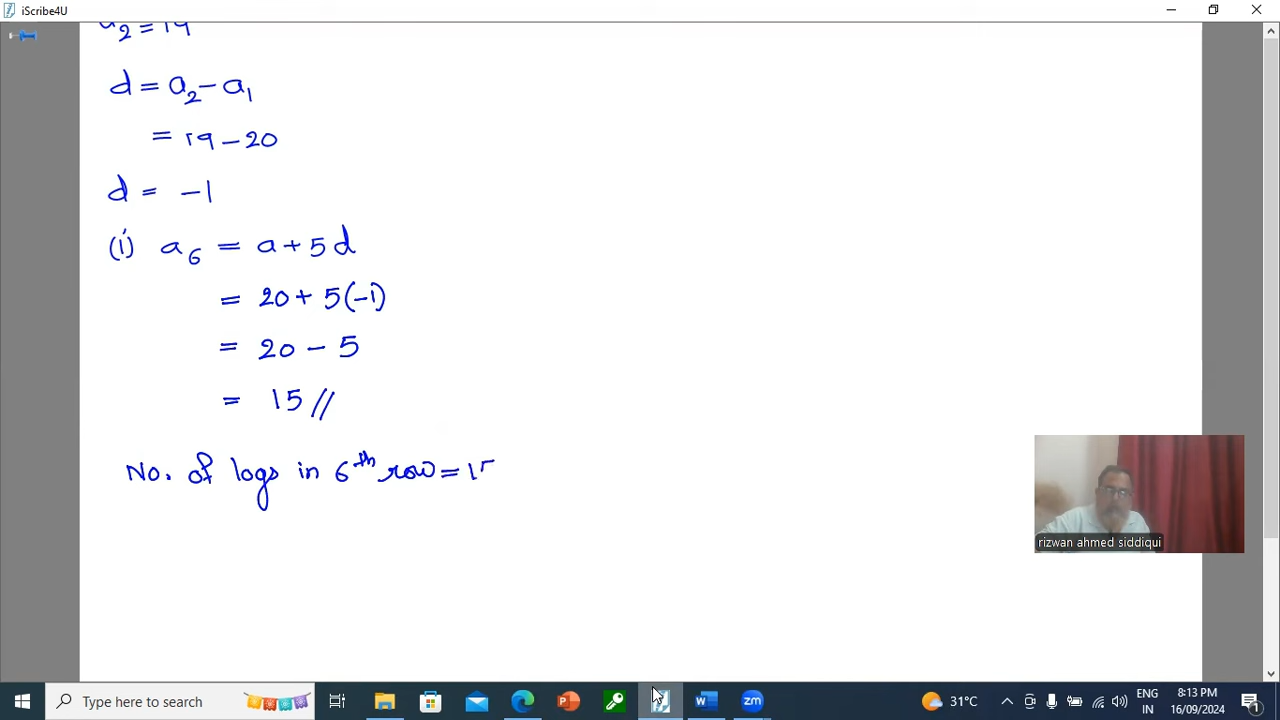 iScribe4U
a₂ = 19
d = a₂ - a₁
= 19 - 20
d = -1
(i) a₆ = a + 5d
= 20 + 5(-1)
= 20 - 5
= 15 //
No. of logs in 6th row = 15
rizwan ahmed siddiqui
Type here to search
31°C
ENG
IN
8:13 PM
16/09/2024
1